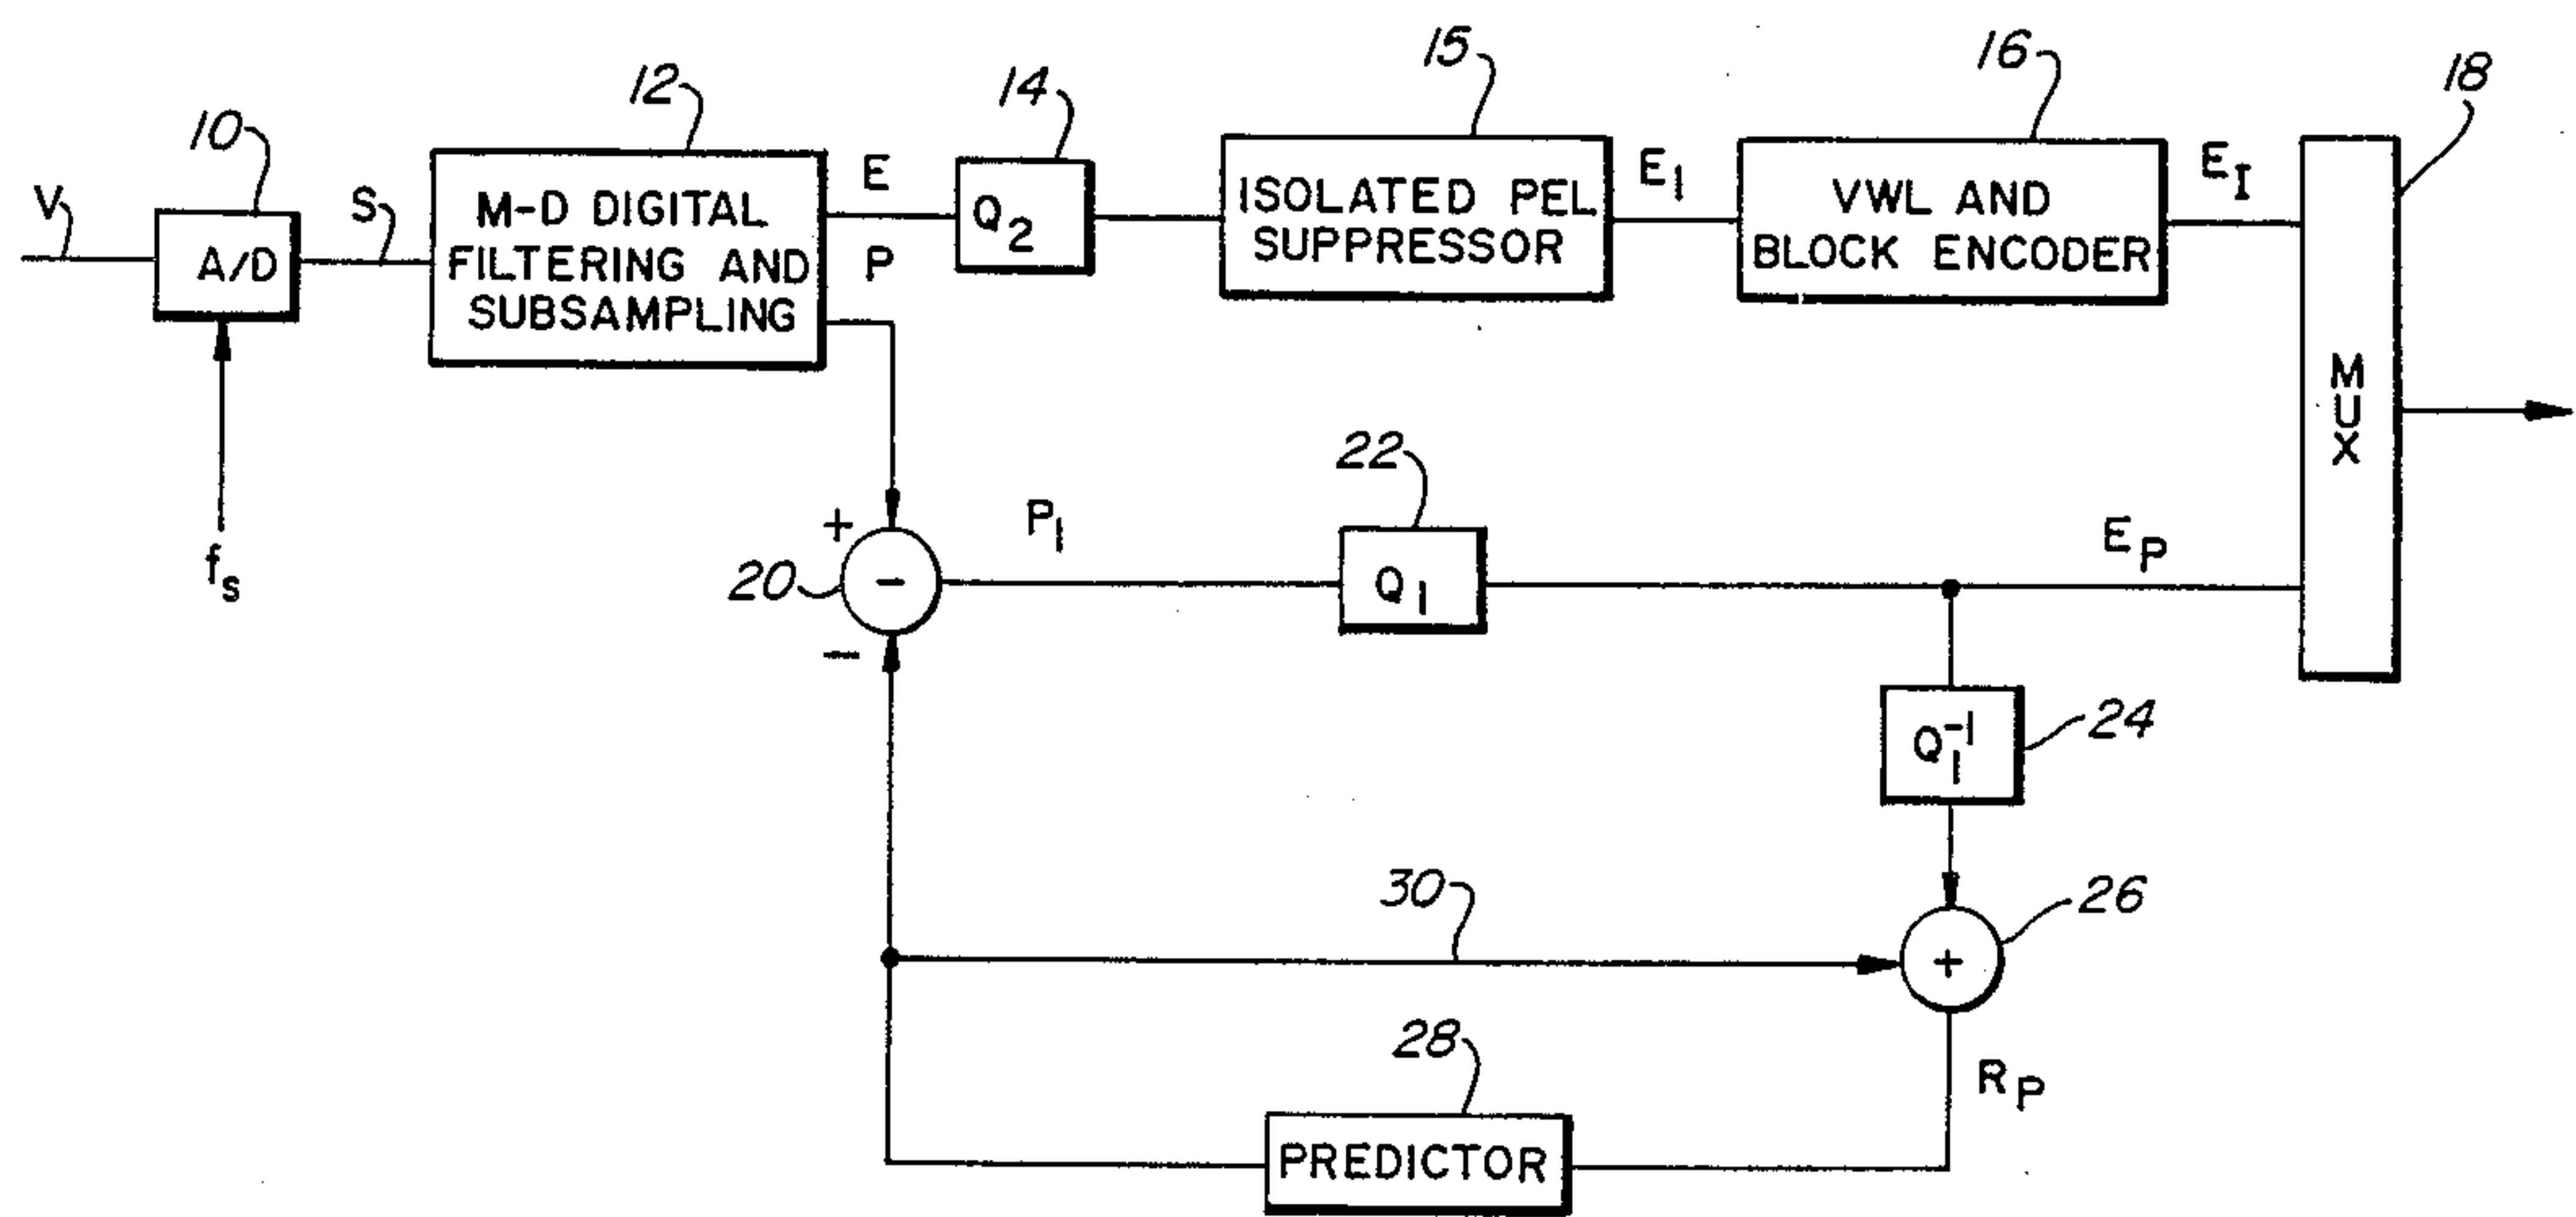 10
12
14
15
16
18
V
A/D
S
M-D DIGITAL
FILTERING AND
SUBSAMPLING
E
P
Q2
ISOLATED PEL
SUPPRESSOR
E1
VWL AND
BLOCK ENCODER
EI
MUX
fs
+
-
−
20
P1
22
Q1
EP
Q1-1
24
30
+
26
28
PREDICTOR
RP